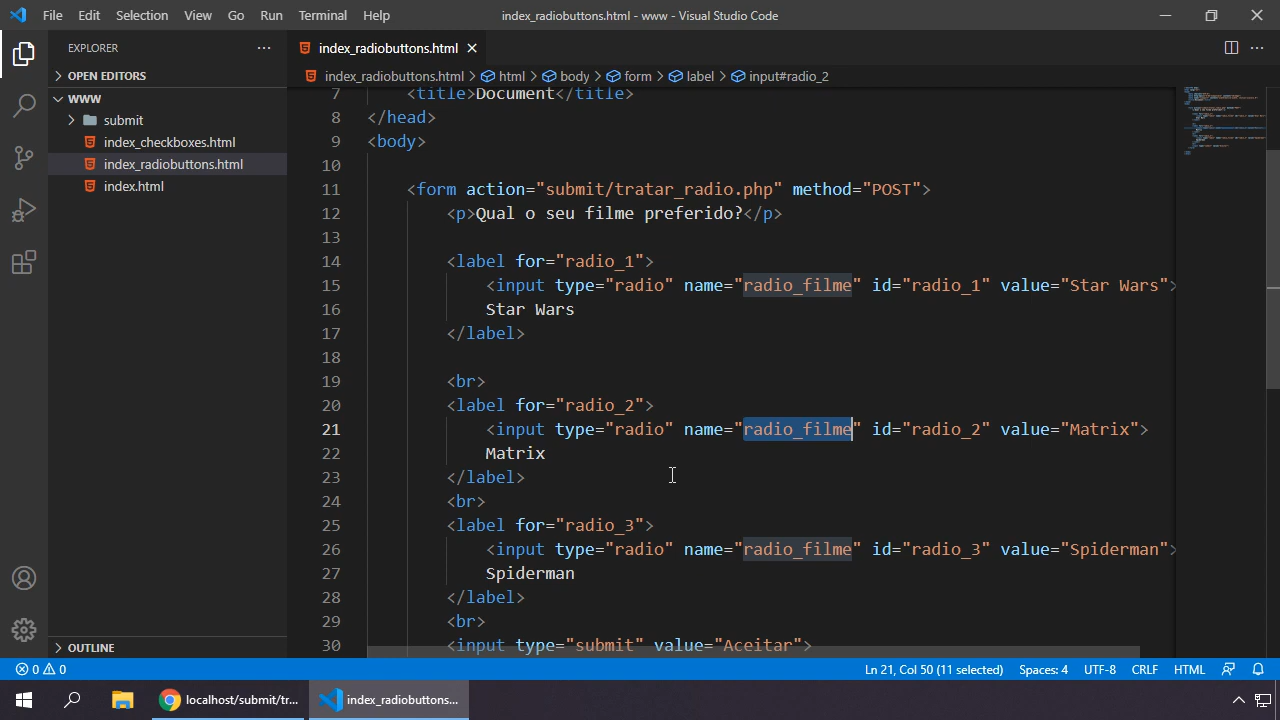 File Edit Selection View Go Run Terminal Help
index_radiobuttons.html - www - Visual Studio Code
EXPLORER
OPEN EDITORS
WWW
submit
index_checkboxes.html
index_radiobuttons.html
index.html
OUTLINE
index_radiobuttons.html
index_radiobuttons.html > html > body > form > label > input#radio_2
7 <title>Document</title>
8 </head>
9 <body>
10
11 <form action="submit/tratar_radio.php" method="POST">
12 <p>Qual o seu filme preferido?</p>
13
14 <label for="radio_1">
15 <input type="radio" name="radio_filme" id="radio_1" value="Star Wars">
16 Star Wars
17 </label>
18
19 <br>
20 <label for="radio_2">
21 <input type="radio" name="radio_filme" id="radio_2" value="Matrix">
22 Matrix
23 </label>
24 <br>
25 <label for="radio_3">
26 <input type="radio" name="radio_filme" id="radio_3" value="Spiderman">
27 Spiderman
28 </label>
29 <br>
30 <input type="submit" value="Aceitar">
0 0
Ln 21, Col 50 (11 selected) Spaces: 4 UTF-8 CRLF HTML
localhost/submit/tr...
index_radiobuttons...